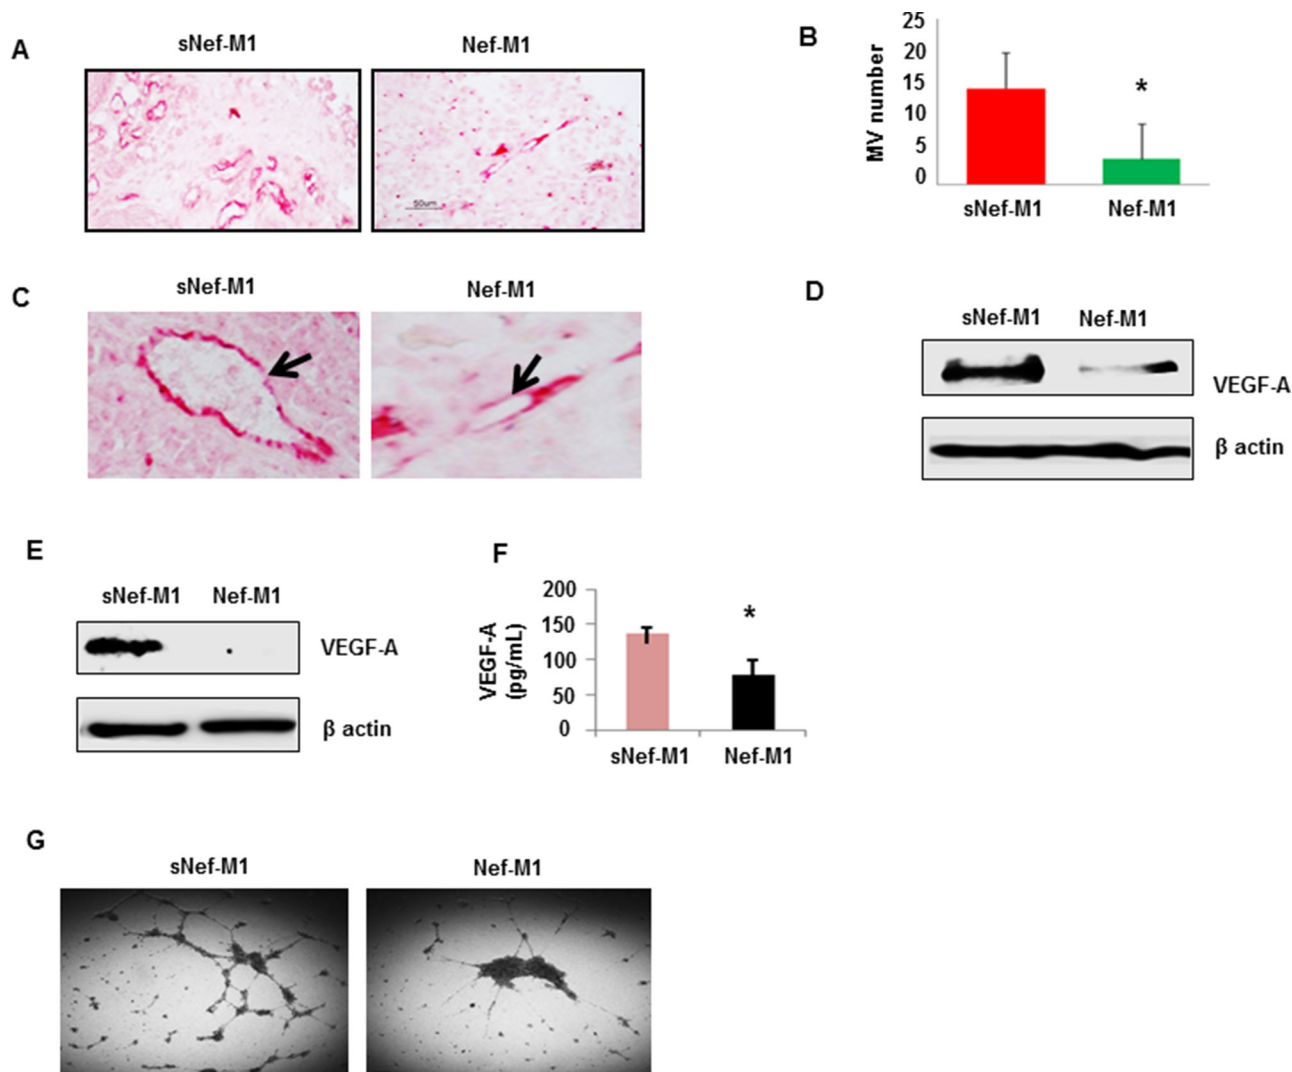 A
sNef-M1
Nef-M1
50um
B
MV number
25
20
15
10
5
0
*
sNef-M1
Nef-M1
C
sNef-M1
Nef-M1
D
sNef-M1
Nef-M1
VEGF-A
β actin
E
sNef-M1
Nef-M1
VEGF-A
β actin
F
VEGF-A
(pg/mL)
200
150
100
50
0
*
sNef-M1
Nef-M1
G
sNef-M1
Nef-M1